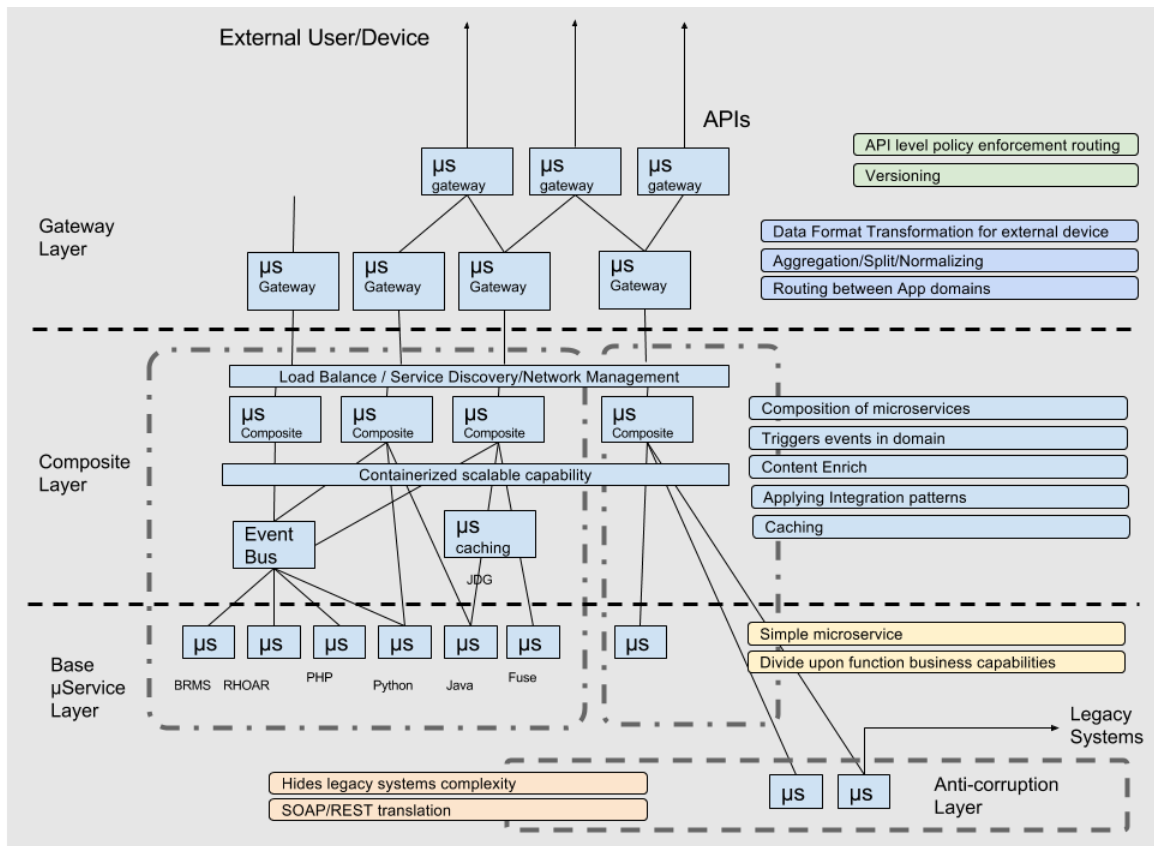 External User/Device
APIs
µs
gateway
µs
gateway
µs
gateway
API level policy enforcement routing
Versioning
Gateway
Layer
µs
Gateway
µs
Gateway
µs
Gateway
µs
Gateway
Data Format Transformation for external device
Aggregation/Split/Normalizing
Routing between App domains
Load Balance / Service Discovery/Network Management
Composite
Layer
µs
Composite
µs
Composite
µs
Composite
µs
Composite
Composition of microservices
Triggers events in domain
Content Enrich
Applying Integration patterns
Caching
Containerized scalable capability
Event
Bus
µs
caching
JDG
Base
µService
Layer
µs
µs
µs
µs
µs
µs
µs
BRMS
RHOAR
PHP
Python
Java
Fuse
Simple microservice
Divide upon function business capabilities
Legacy
Systems
Hides legacy systems complexity
SOAP/REST translation
µs
µs
Anti-corruption
Layer